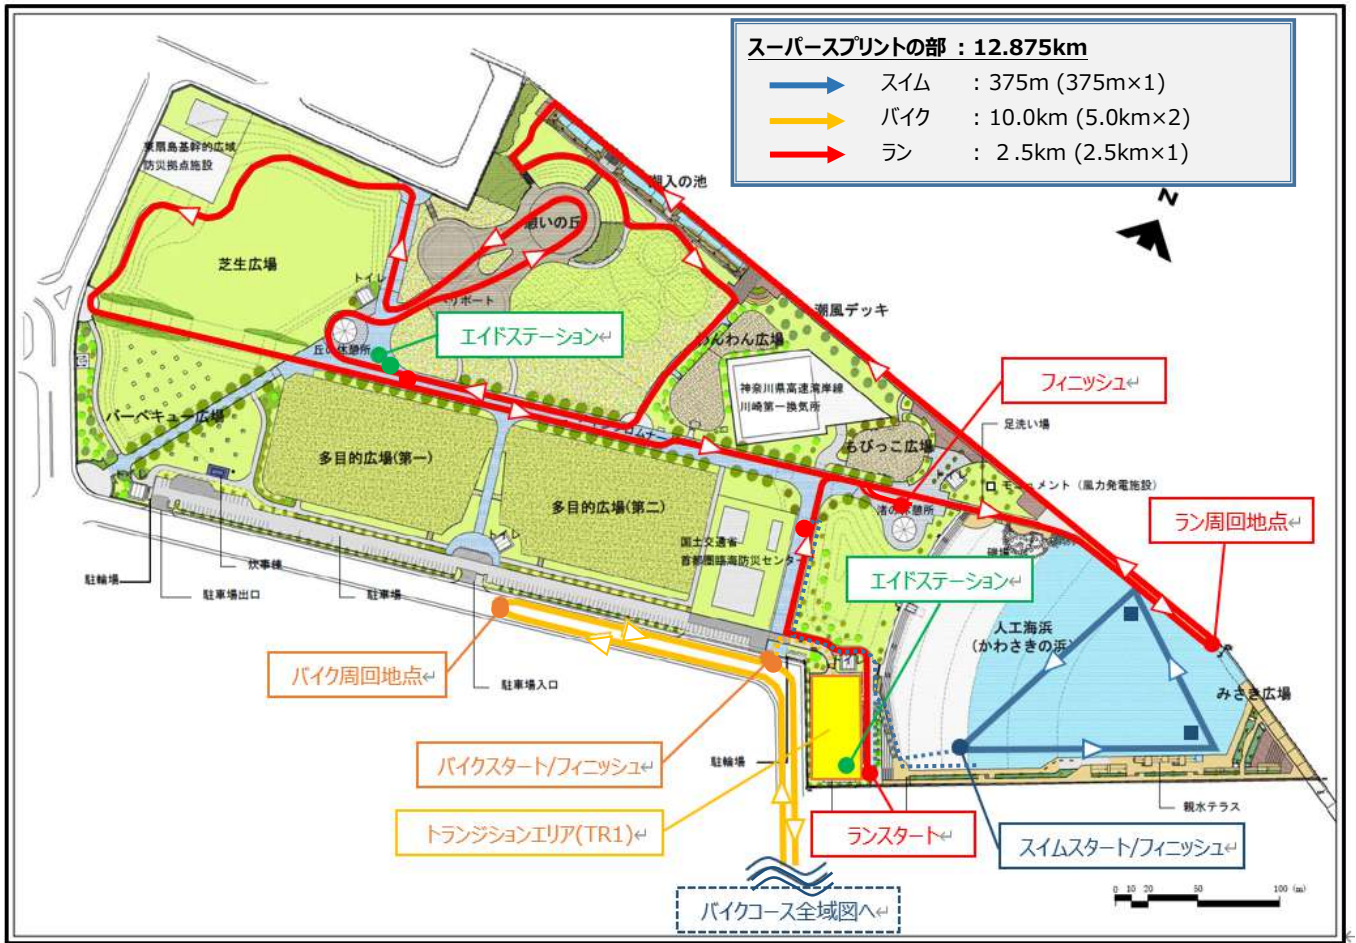 スーパースプリントの部 : 12.875km
スイム : 375m (375m×1)
バイク : 10.0km (5.0km×2)
ラン : 2.5km (2.5km×1)
N
東扇島基幹的広域
防災拠点施設
潮入の池
憩いの丘
芝生広場
トイレ
ヘリポート
潮風デッキ
エイドステーション
丘の休憩所
わんわん広場
神奈川県高速湾岸線
川崎第一換気所
フィニッシュ
足洗い場
バーベキュー広場
ちびっこ広場
多目的広場(第一)
モニュメント（風力発電施設）
渚の休憩所
多目的広場(第二)
ラン周回地点
国土交通省
首都圏臨海防災センター
磯場
トイレ
エイドステーション
炊事棟
駐輪場
駐車場出口
駐車場
人工海浜
(かわさきの浜)
バイク周回地点
駐車場入口
みさき広場
バイクスタート/フィニッシュ
駐輪場
親水テラス
トランジションエリア(TR1)
ランスタート
スイムスタート/フィニッシュ
バイクコース全域図へ
0 10 20 50 100 (m)